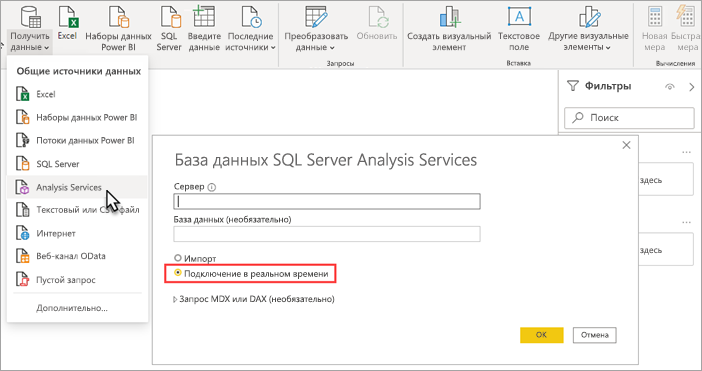 Получить данные
Excel
Наборы данных Power BI
SQL Server
Введите данные
Последние источники
Преобразовать данные
Обновить
Создать визуальный элемент
Текстовое поле
Другие визуальные элементы
Новая мера
Быстрая мера
Запросы
Вставка
Вычисления
Общие источники данных
Excel
Наборы данных Power BI
Потоки данных Power BI
SQL Server
Analysis Services
Текстовый или CSV-файл
Интернет
Веб-канал OData
Пустой запрос
Дополнительно...
База данных SQL Server Analysis Services
Сервер
База данных (необязательно)
Импорт
Подключение в реальном времени
Запрос MDX или DAX (необязательно)
ОК
Отмена
Фильтры
Поиск
...
здесь
...
здесь